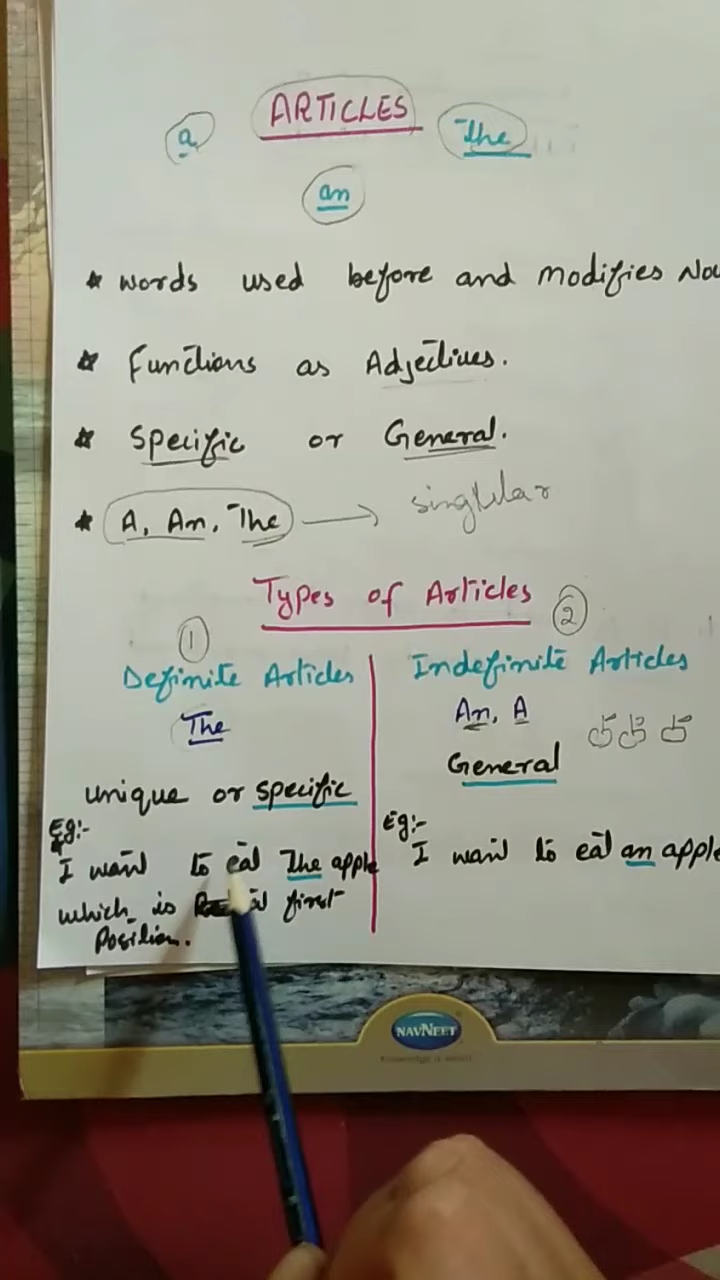 ARTICLES
a The
an
* words used before and modifies Nou
* Functions as Adjectives.
* Specific or General.
* A, An, The → singular
Types of Articles
1 2
Definite Articles
The
unique or specific
Eg:-
I want to eat The apple
which is at first
Position.
Indefinite Articles
An, A
General
Eg:-
I want to eat an apple
NAVNEET